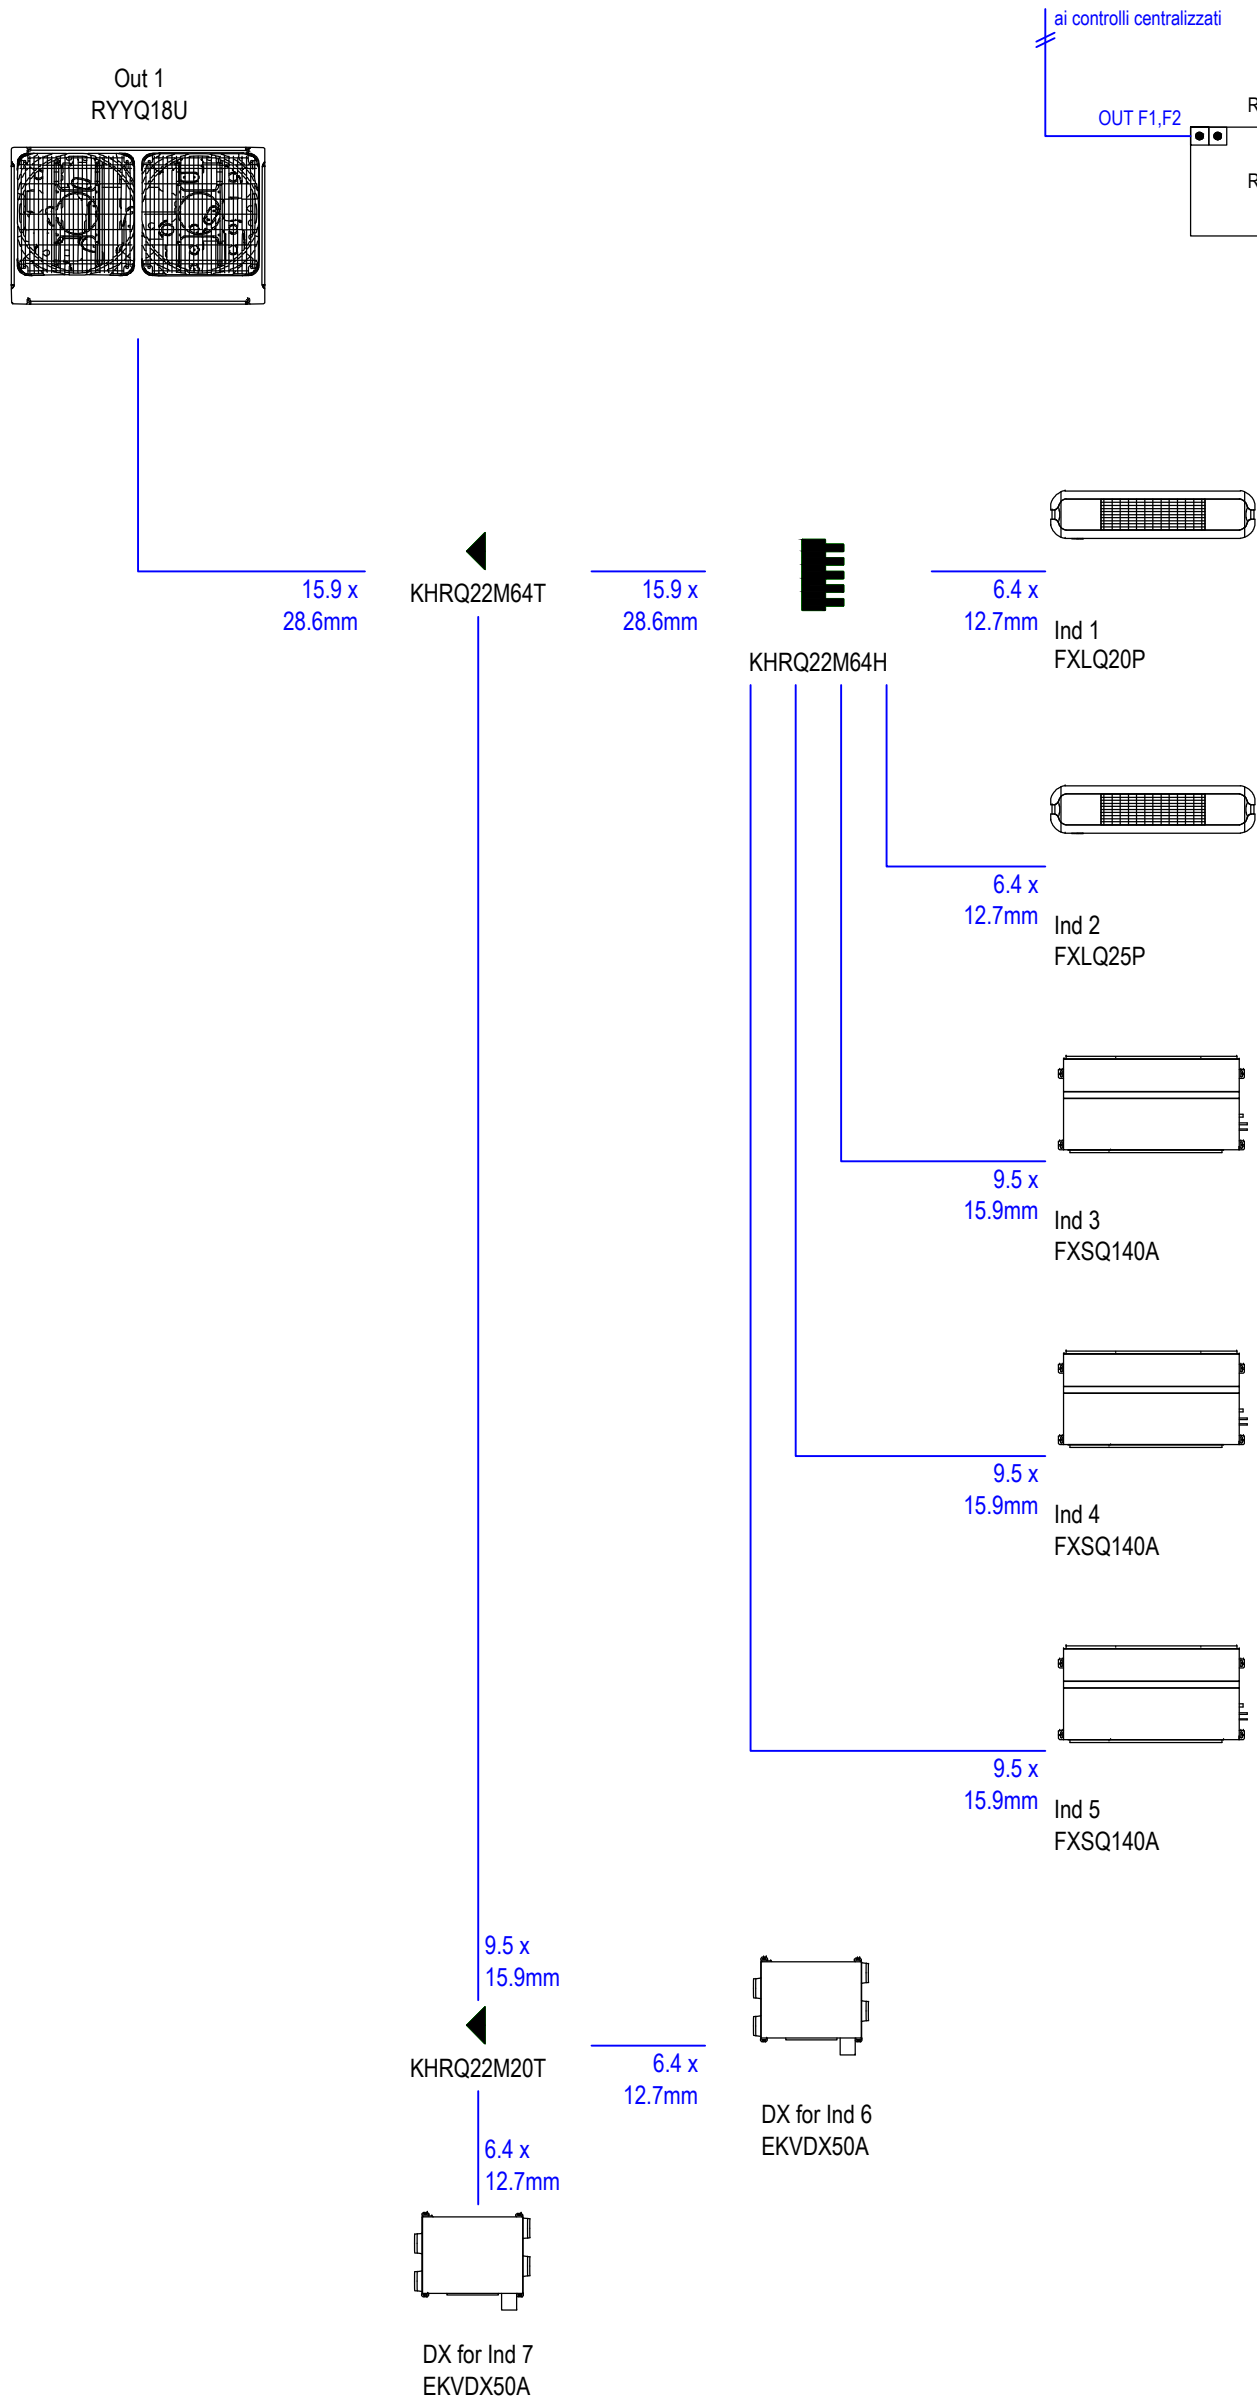 ai controlli centralizzati
Out 1
RYYQ18U
OUT F1,F2
R
R
15.9 x
28.6mm
KHRQ22M64T
15.9 x
28.6mm
KHRQ22M64H
6.4 x
12.7mm
Ind 1
FXLQ20P
6.4 x
12.7mm
Ind 2
FXLQ25P
9.5 x
15.9mm
Ind 3
FXSQ140A
9.5 x
15.9mm
Ind 4
FXSQ140A
9.5 x
15.9mm
Ind 5
FXSQ140A
9.5 x
15.9mm
KHRQ22M20T
6.4 x
12.7mm
DX for Ind 6
EKVDX50A
6.4 x
12.7mm
DX for Ind 7
EKVDX50A